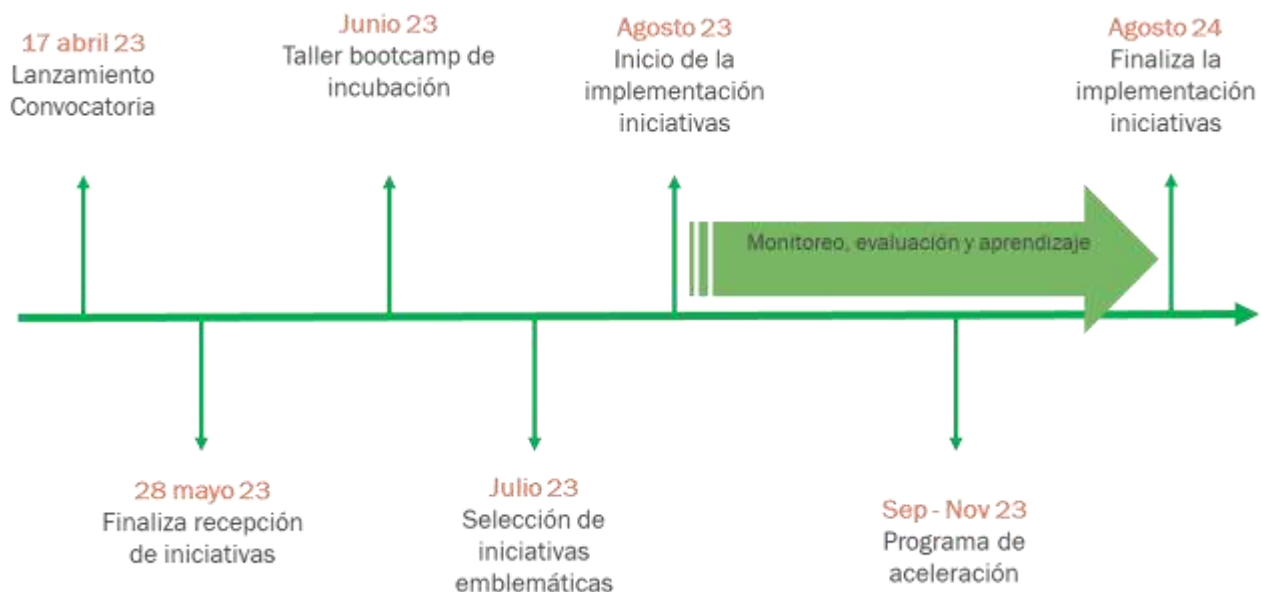 17 abril 23
Lanzamiento
Convocatoria
Junio 23
Taller bootcamp de
incubación
Agosto 23
Inicio de la
implementación
iniciativas
Agosto 24
Finaliza la
implementación
iniciativas
Monitoreo, evaluación y aprendizaje
28 mayo 23
Finaliza recepción
de iniciativas
Julio 23
Selección de
iniciativas
emblemáticas
Sep - Nov 23
Programa de
aceleración